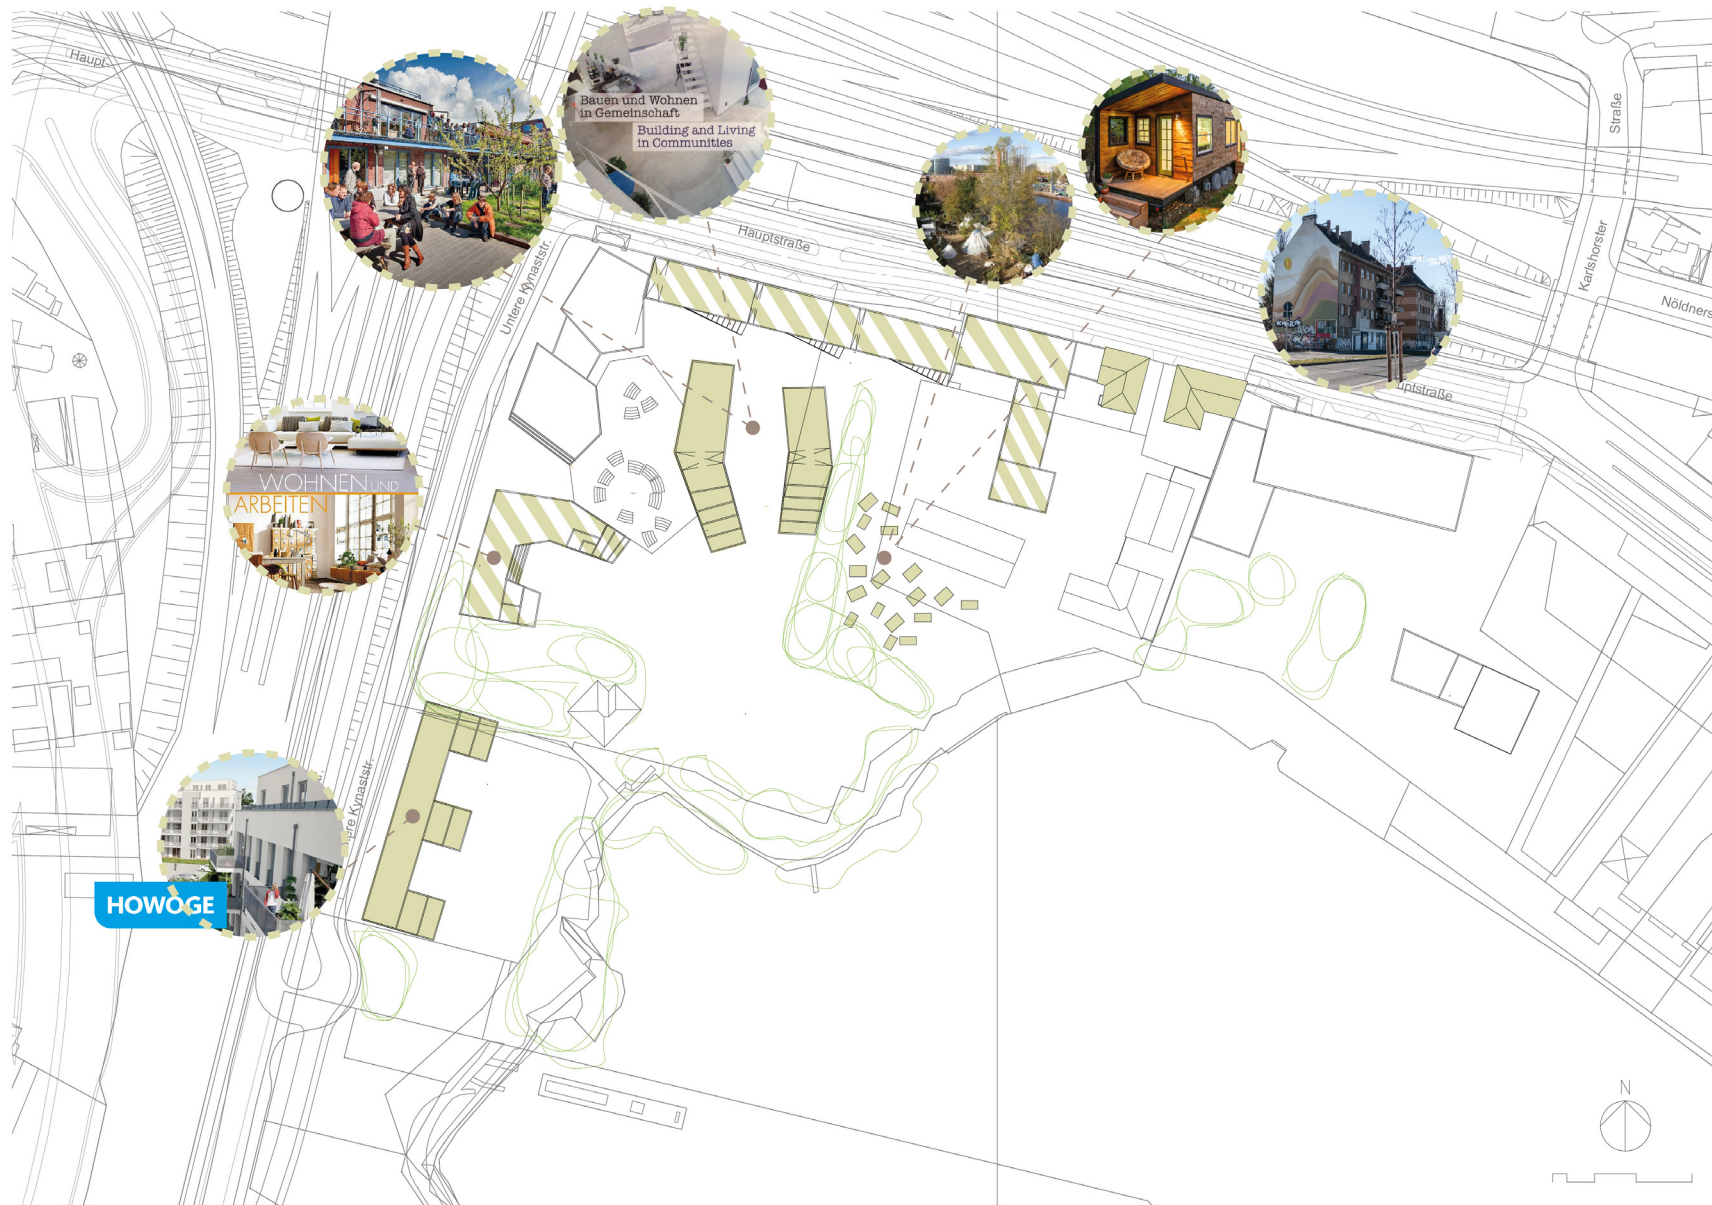 Haupt-
Bauen und Wohnen
in Gemeinschaft
Building and Living
in Communities
Straße
Hauptstraße
Untere Kynaststr.
Karlshorster
Nöldners
uptstraße
WOHNEN UND
ARBEITEN
ere Kynaststr.
HOWOGE
N